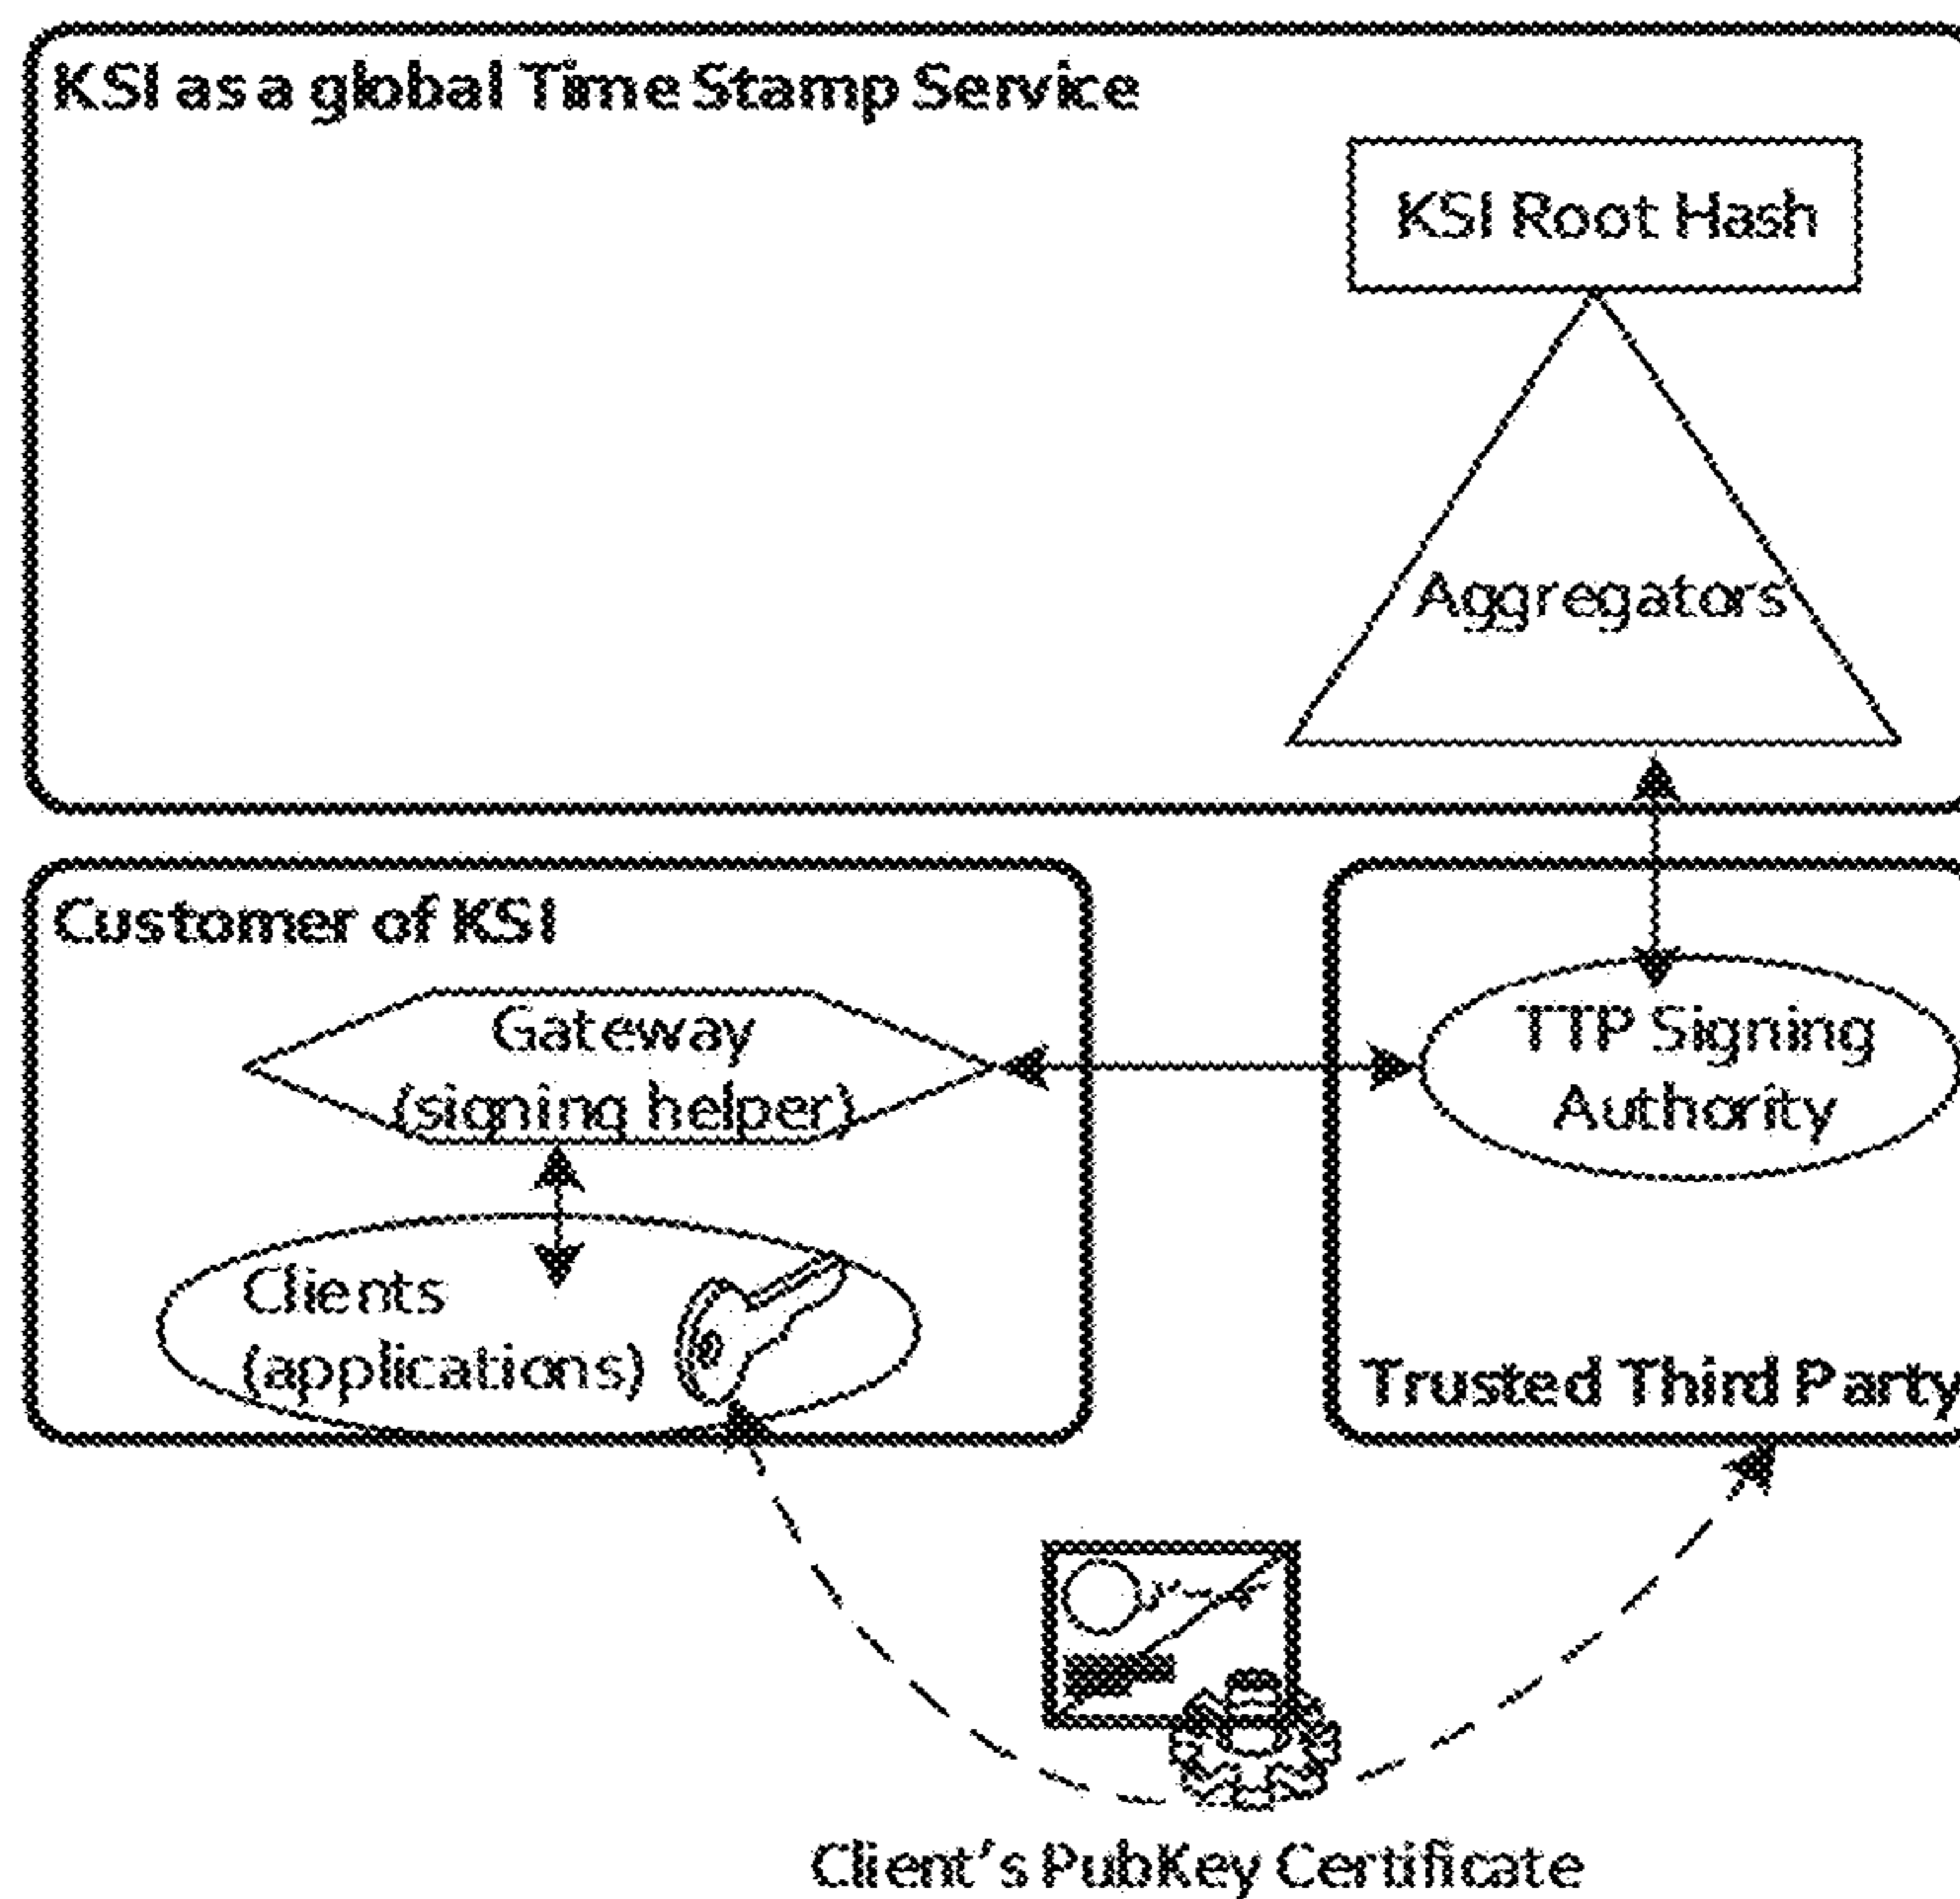 KSI as a global Time Stamp Service
KSI Root Hash
Aggregators
Customer of KSI
Gateway
(signing helper)
Clients
(applications)
TTP Signing
Authority
Trusted Third Party
Client's PubKey Certificate